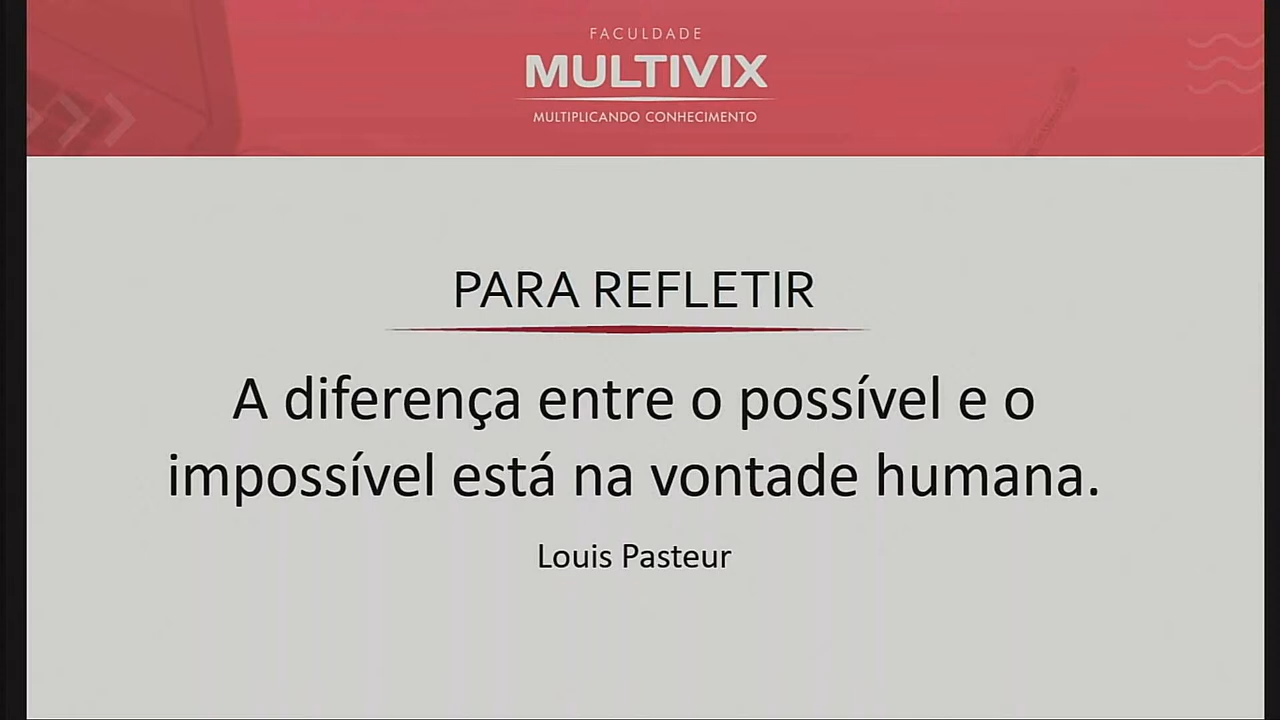 FACULDADE
MULTIVIX
MULTIPLICANDO CONHECIMENTO
PARA REFLETIR
A diferença entre o possível e o
impossível está na vontade humana.
Louis Pasteur